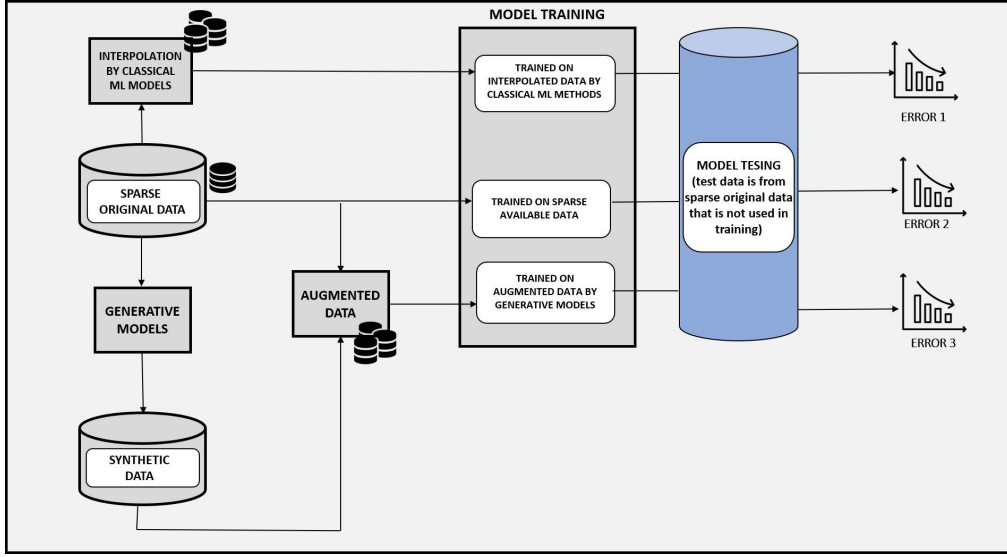 MODEL TRAINING
INTERPOLATION
BY CLASSICAL
ML MODELS
TRAINED ON
INTERPOLATED DATA BY
CLASSICAL ML METHODS
ERROR 1
SPARSE
ORIGINAL DATA
TRAINED ON SPARSE
AVAILABLE DATA
MODEL TESING
(test data is from
sparse original data
that is not used in
training)
ERROR 2
GENERATIVE
MODELS
AUGMENTED
DATA
TRAINED ON
AUGMENTED DATA BY
GENERATIVE MODELS
ERROR 3
SYNTHETIC
DATA